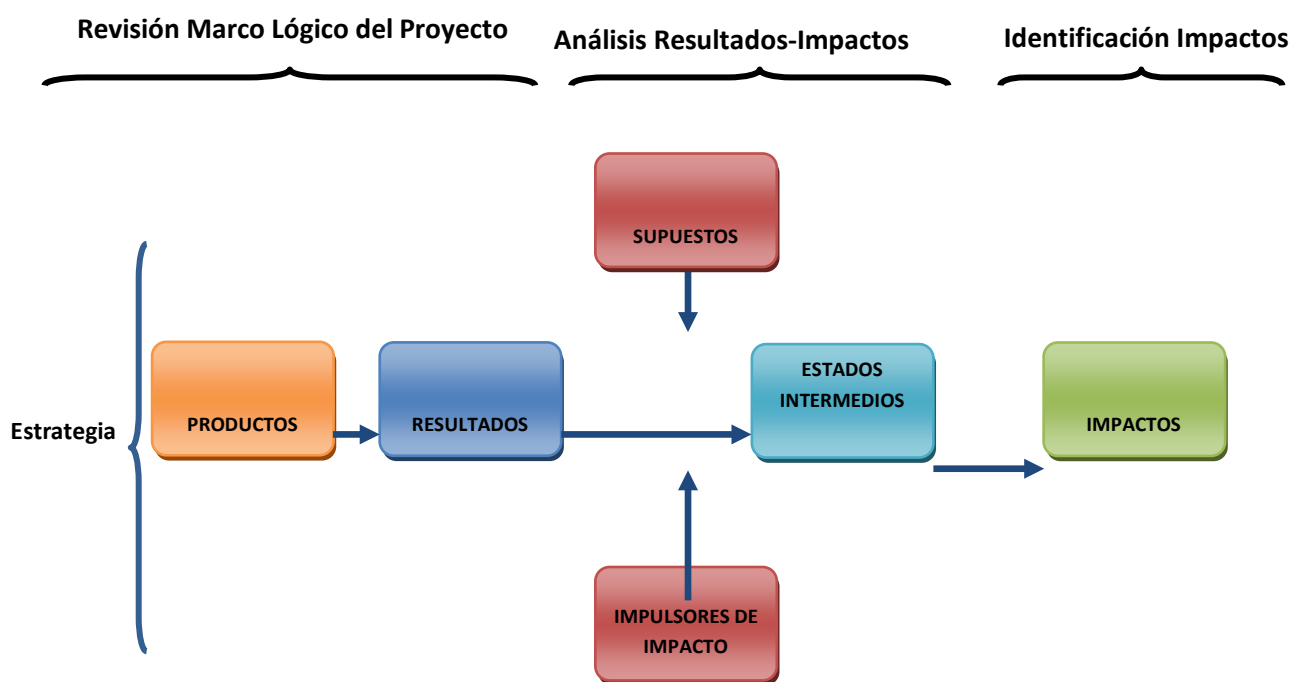 Revisión Marco Lógico del Proyecto
Análisis Resultados-Impactos
Identificación Impactos
SUPUESTOS
Estrategia
PRODUCTOS
RESULTADOS
ESTADOS
INTERMEDIOS
IMPACTOS
IMPULSORES DE
IMPACTO